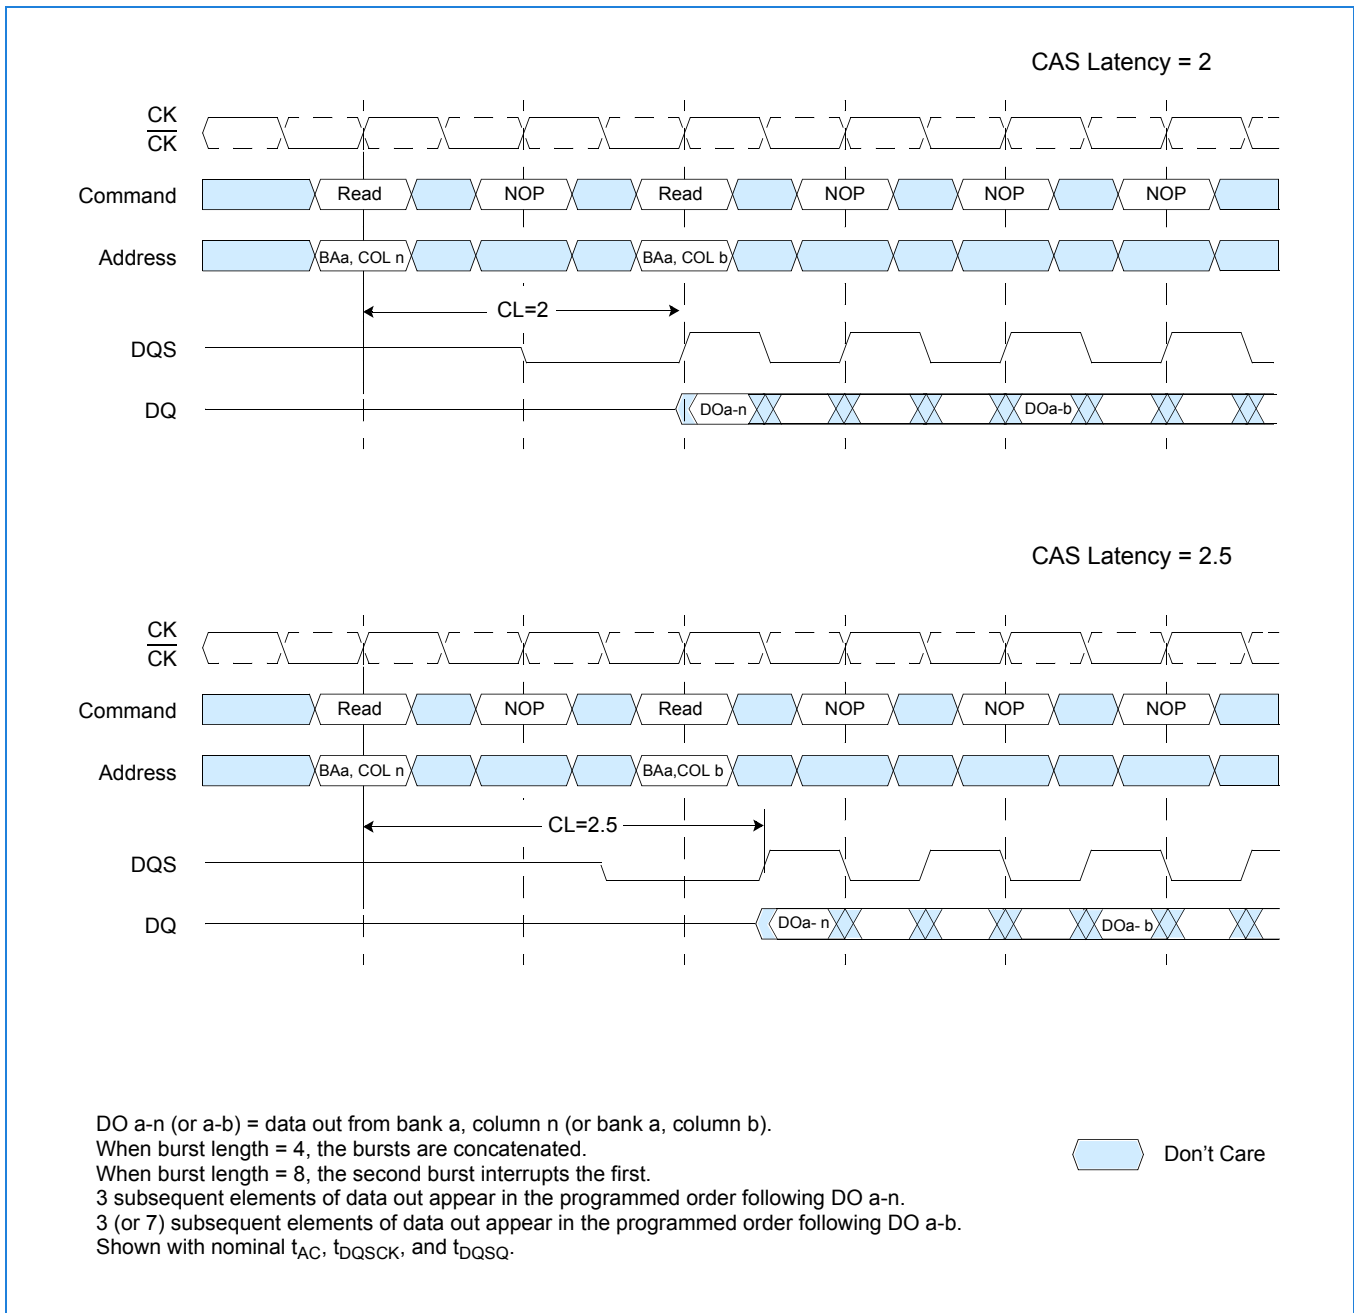 CAS Latency = 2
CK
CK
Command
Read NOP Read NOP NOP NOP
Address
BAa, COL n BAa, COL b
CL=2
DQS
DQ
DOa-n DOa-b
CAS Latency = 2.5
CK
CK
Command
Read NOP Read NOP NOP NOP
Address
BAa, COL n BAa,COL b
CL=2.5
DQS
DQ
DOa- n DOa- b
DO a-n (or a-b) = data out from bank a, column n (or bank a, column b).
When burst length = 4, the bursts are concatenated.
When burst length = 8, the second burst interrupts the first.
3 subsequent elements of data out appear in the programmed order following DO a-n.
3 (or 7) subsequent elements of data out appear in the programmed order following DO a-b.
Shown with nominal tAC, tDQSCK, and tDQSQ.
Don't Care